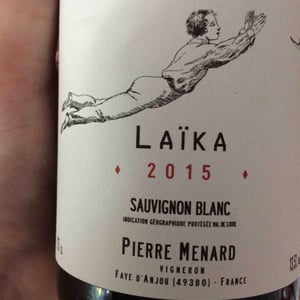 LAÏKA
2015
SAUVIGNON BLANC
INDICATION GÉOGRAPHIQUE PROTÉGÉE VAL DE LOIRE
PIERRE MENARD
VIGNERON
FAYE D'ANJOU (49380) - FRANCE